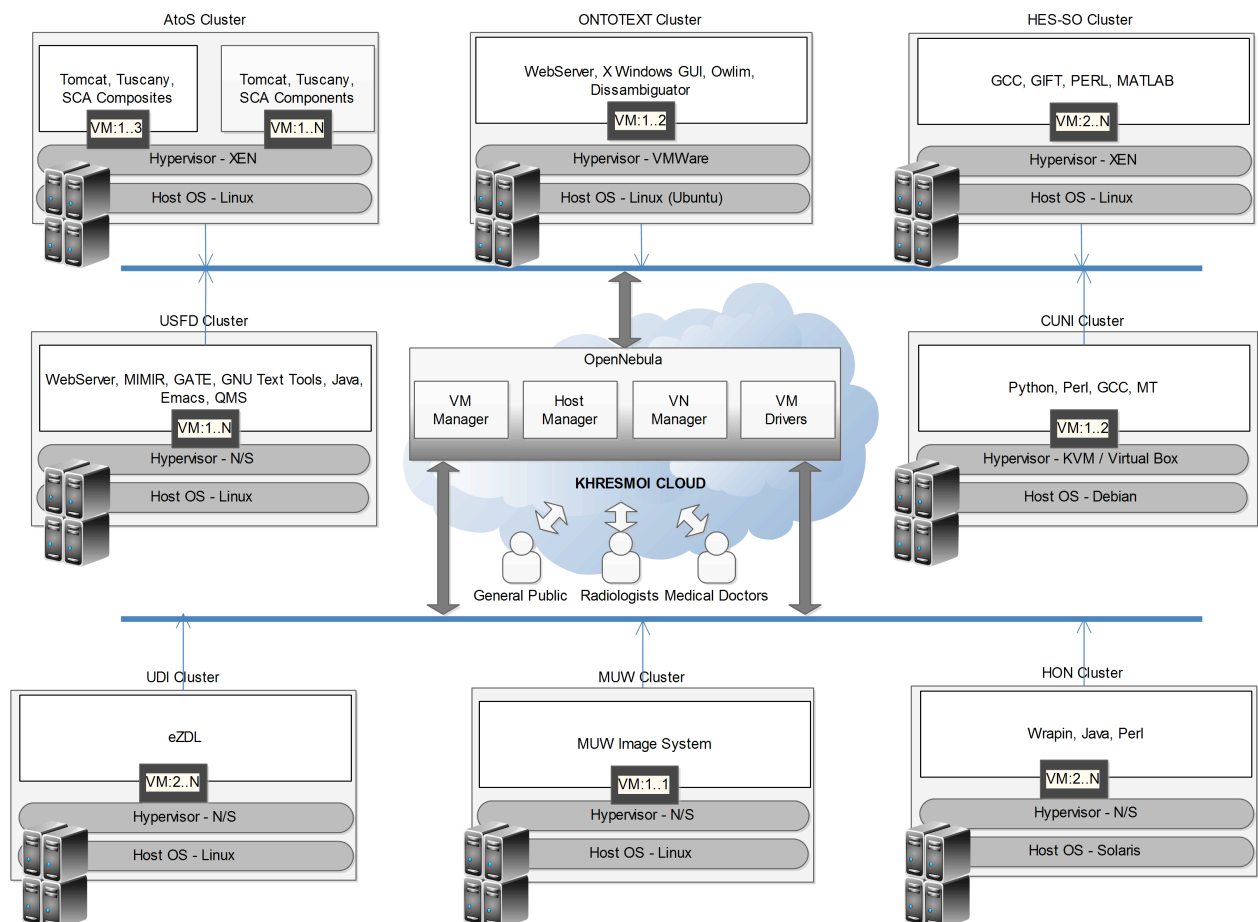 AtoS Cluster
ONTOTEXT Cluster
HES-SO Cluster
Tomcat, Tuscany,
SCA Composites
VM:1..3
Tomcat, Tuscany,
SCA Components
VM:1..N
Hypervisor - XEN
Host OS - Linux
WebServer, X Windows GUI, Owlim,
Dissambiguator
VM:1..2
Hypervisor - VMWare
Host OS - Linux (Ubuntu)
GCC, GIFT, PERL, MATLAB
VM:2..N
Hypervisor - XEN
Host OS - Linux
USFD Cluster
WebServer, MIMIR, GATE, GNU Text Tools, Java,
Emacs, QMS
VM:1..N
Hypervisor - N/S
Host OS - Linux
OpenNebula
VM
Manager
Host
Manager
VN
Manager
VM
Drivers
KHRESMOI CLOUD
General Public
Radiologists
Medical Doctors
CUNI Cluster
Python, Perl, GCC, MT
VM:1..2
Hypervisor - KVM / Virtual Box
Host OS - Debian
UDI Cluster
eZDL
VM:2..N
Hypervisor - N/S
Host OS - Linux
MUW Cluster
MUW Image System
VM:1..1
Hypervisor - N/S
Host OS - Linux
HON Cluster
Wrapin, Java, Perl
VM:2..N
Hypervisor - N/S
Host OS - Solaris